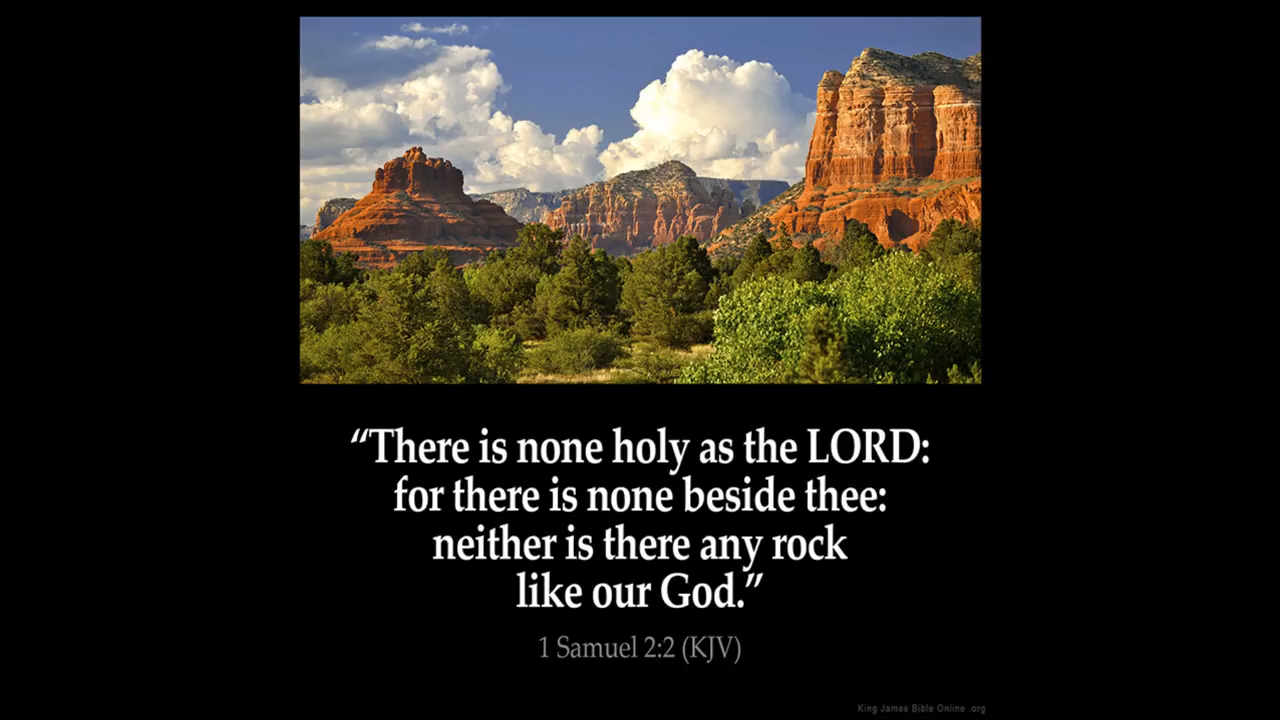 “There is none holy as the LORD:
for there is none beside thee:
neither is there any rock
like our God.”
1 Samuel 2:2 (KJV)
King James Bible Online .org